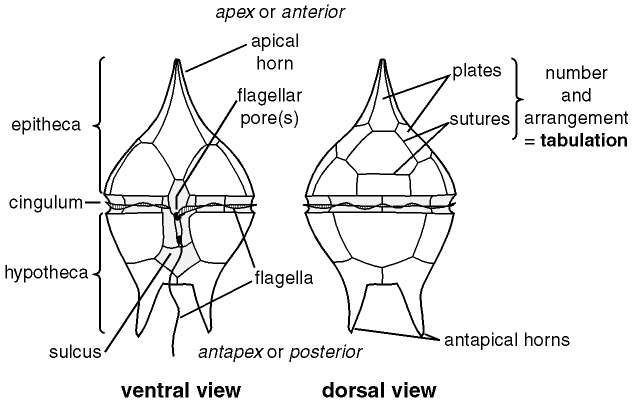 apex or anterior
apical
horn
flagellar
pore(s)
epitheca
cingulum
hypotheca
sulcus
flagella
antapex or posterior
ventral view
plates
sutures
number
and
arrangement
= tabulation
antapical horns
dorsal view